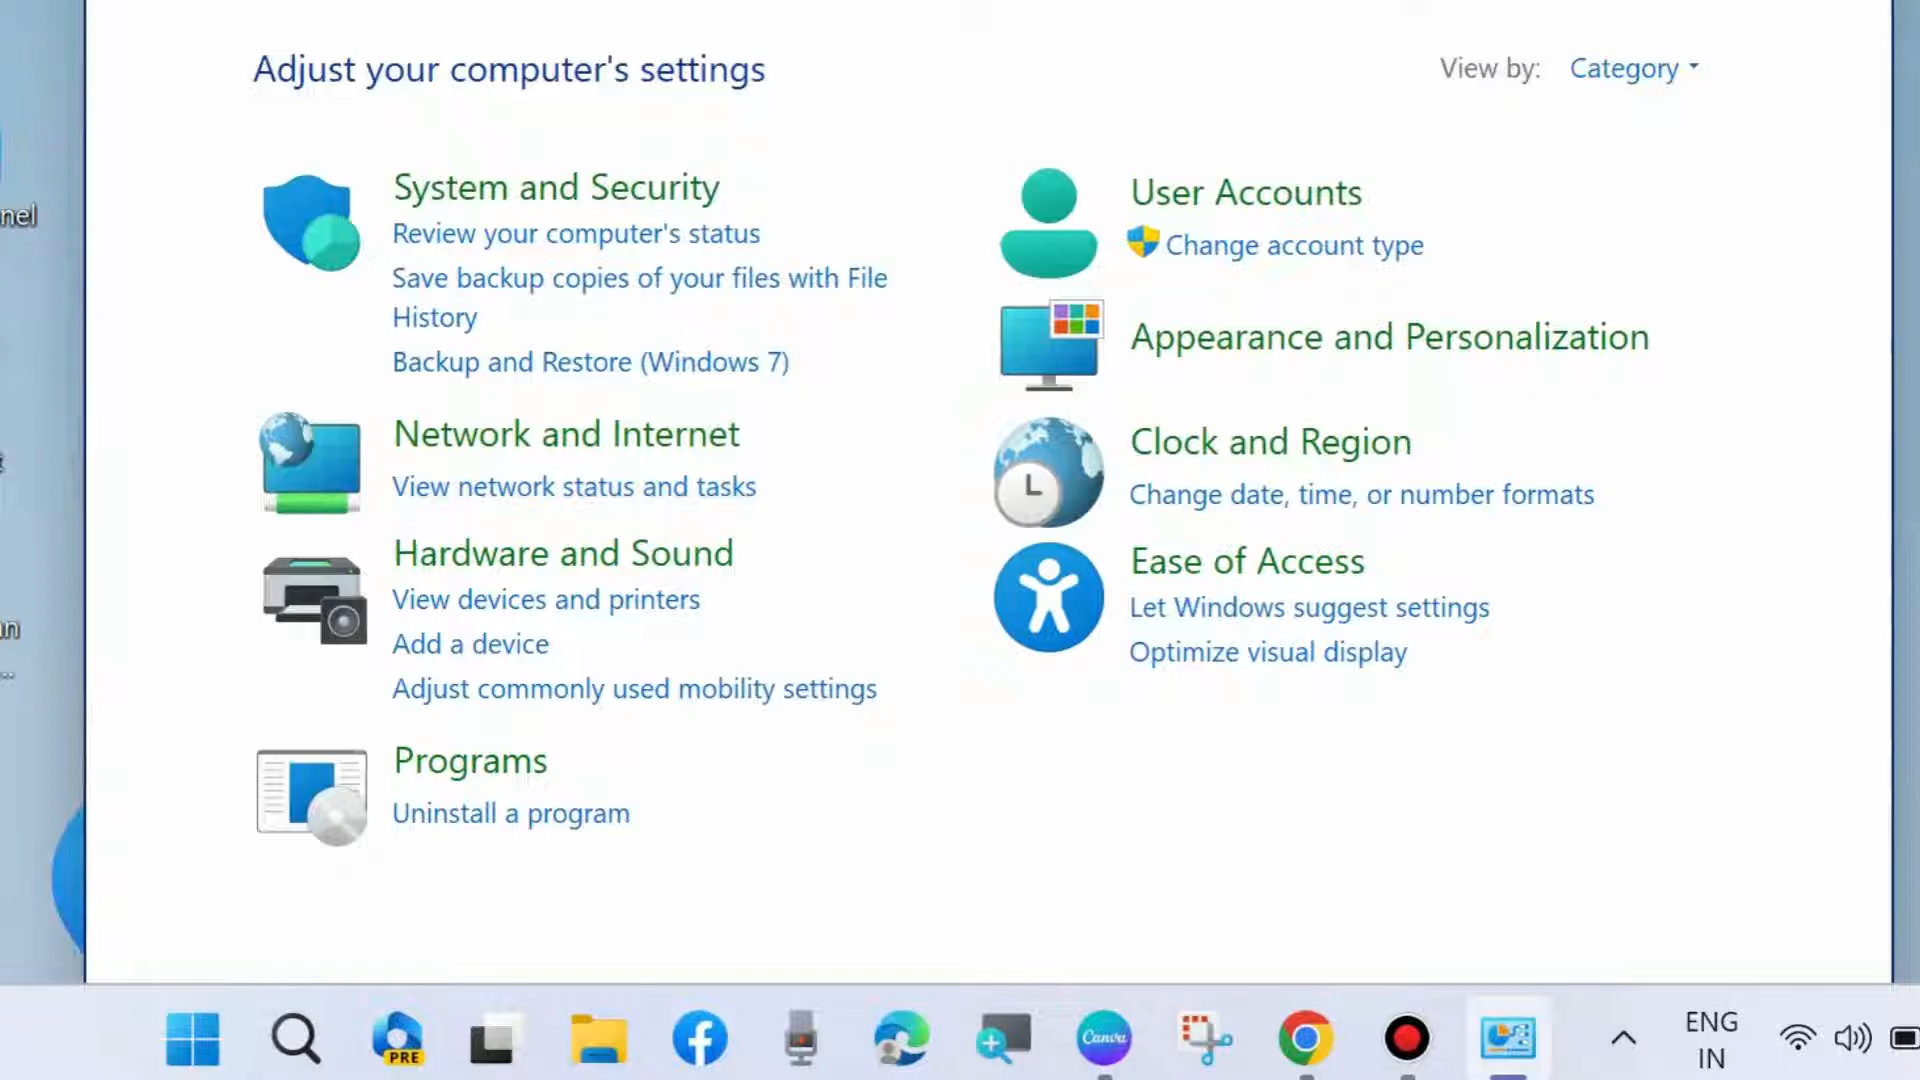 Adjust your computer's settings
View by: Category
System and Security
Review your computer's status
Save backup copies of your files with File
History
Backup and Restore (Windows 7)
Network and Internet
View network status and tasks
Hardware and Sound
View devices and printers
Add a device
Adjust commonly used mobility settings
Programs
Uninstall a program
User Accounts
Change account type
Appearance and Personalization
Clock and Region
Change date, time, or number formats
Ease of Access
Let Windows suggest settings
Optimize visual display
nel
PRE
Canva
ENG
IN